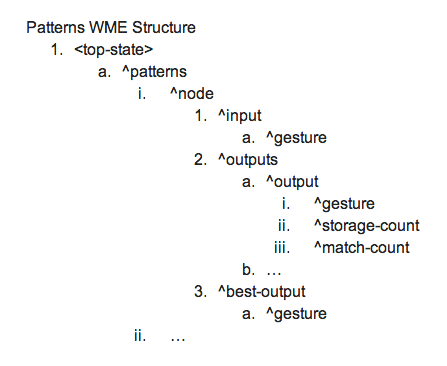 Patterns WME Structure
1. <top-state>
a. ^patterns
i. ^node
1. ^input
a. ^gesture
2. ^outputs
a. ^output
i. ^gesture
ii. ^storage-count
iii. ^match-count
b. ...
3. ^best-output
a. ^gesture
ii. ...